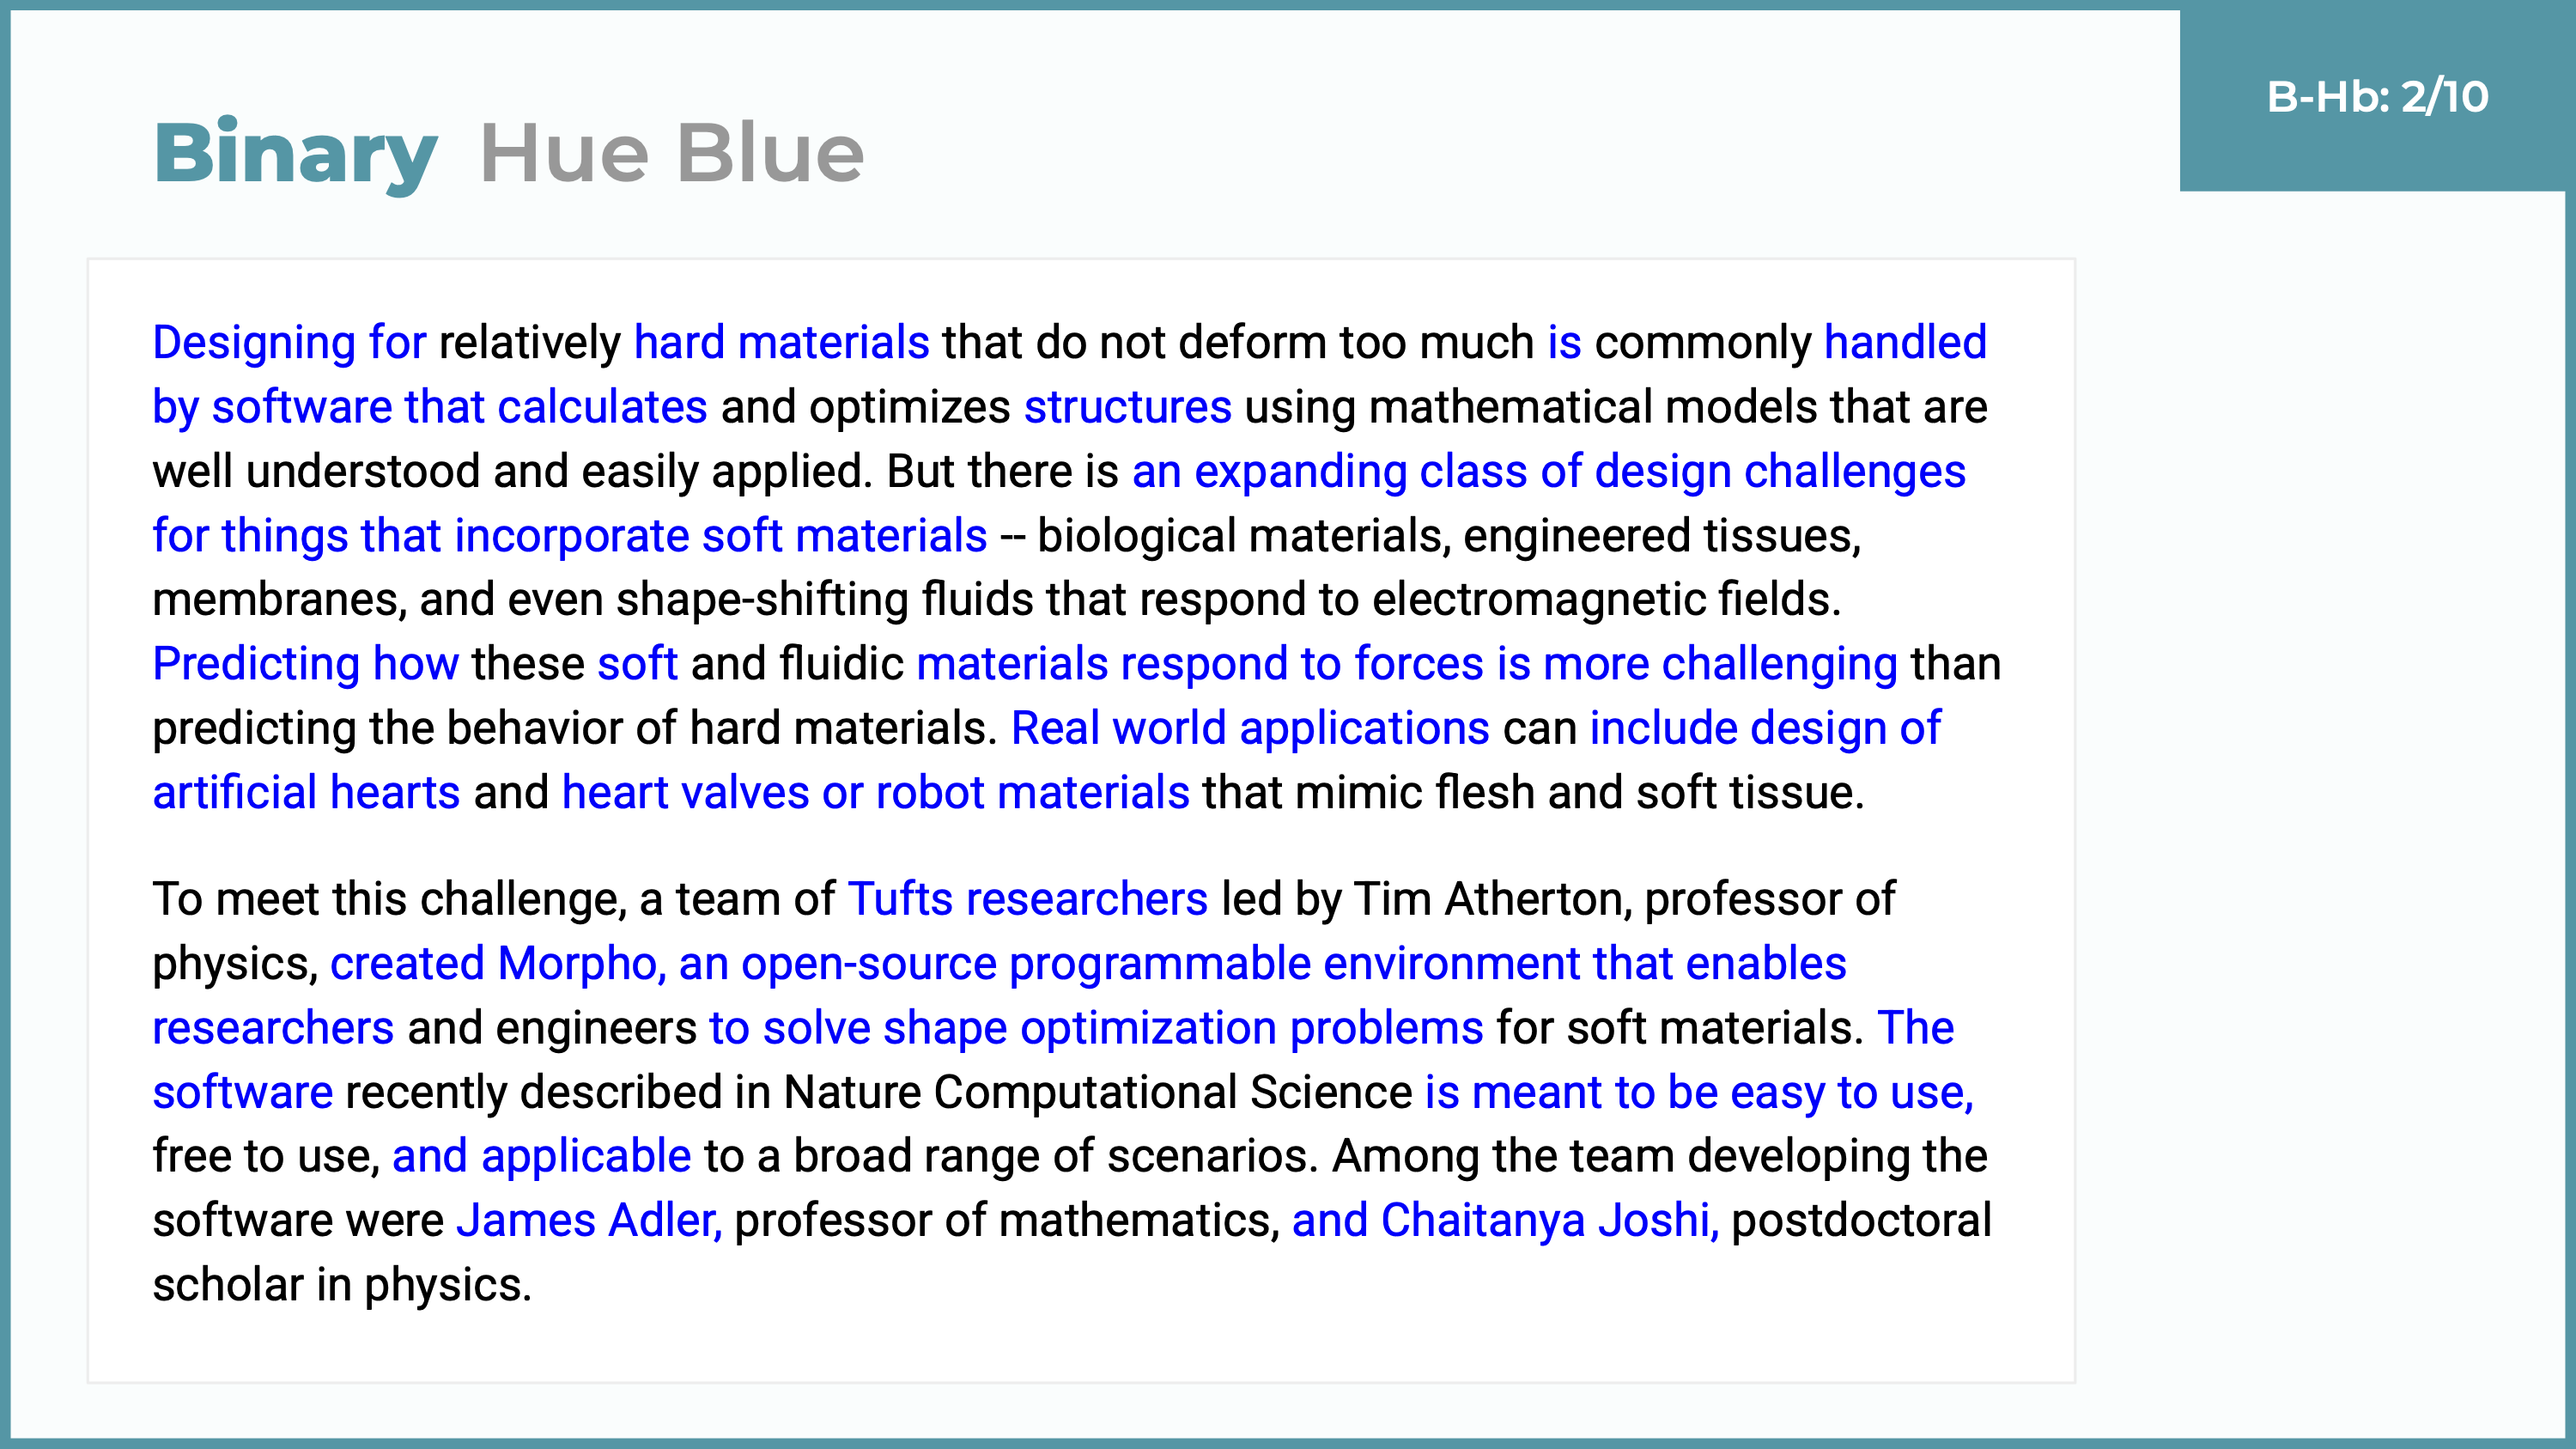 B-Hb: 2/10
Binary Hue Blue
Designing for relatively hard materials that do not deform too much is commonly handled
by software that calculates and optimizes structures using mathematical models that are
well understood and easily applied. But there is an expanding class of design challenges
for things that incorporate soft materials -- biological materials, engineered tissues,
membranes, and even shape-shifting fluids that respond to electromagnetic fields.
Predicting how these soft and fluidic materials respond to forces is more challenging than
predicting the behavior of hard materials. Real world applications can include design of
artificial hearts and heart valves or robot materials that mimic flesh and soft tissue.
To meet this challenge, a team of Tufts researchers led by Tim Atherton, professor of
physics, created Morpho, an open-source programmable environment that enables
researchers and engineers to solve shape optimization problems for soft materials. The
software recently described in Nature Computational Science is meant to be easy to use,
free to use, and applicable to a broad range of scenarios. Among the team developing the
software were James Adler, professor of mathematics, and Chaitanya Joshi, postdoctoral
scholar in physics.